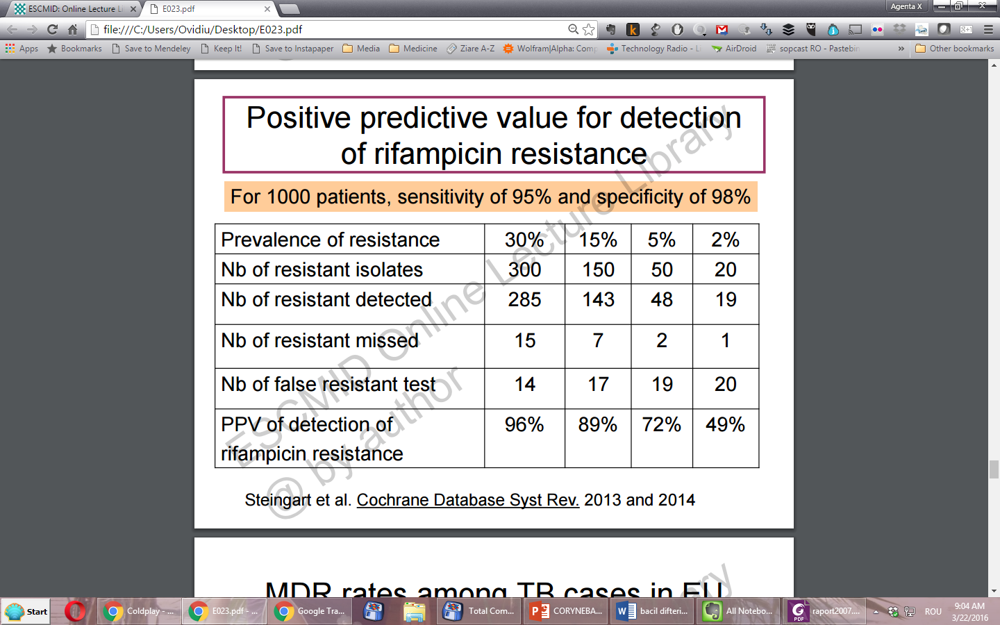 ESCMID: Online Lecture Li
E023.pdf
Agenta X
file:///C:/Users/Ovidiu/Desktop/E023.pdf
Apps Bookmarks Save to Mendeley Keep It! Save to Instapaper Media Medicine Ziare A-Z Wolfram|Alpha: Comp Technology Radio - Li AirDroid sopcast RO - Pastebin » Other bookmarks
Positive predictive value for detection
of rifampicin resistance
For 1000 patients, sensitivity of 95% and specificity of 98%
Prevalence of resistance 30% 15% 5% 2%
Nb of resistant isolates 300 150 50 20
Nb of resistant detected 285 143 48 19
Nb of resistant missed 15 7 2 1
Nb of false resistant test 14 17 19 20
PPV of detection of 96% 89% 72% 49%
rifampicin resistance
ESCMID Online Lecture Library
@ by author
Steingart et al. Cochrane Database Syst Rev. 2013 and 2014
MDR rates among TB cases in EU
Start Coldplay - ... E023.pdf - ... Google Tra... Total Com... CORYNEBA... bacil difteri... All Notebo... raport2007.... ROU 9:04 AM
3/22/2016